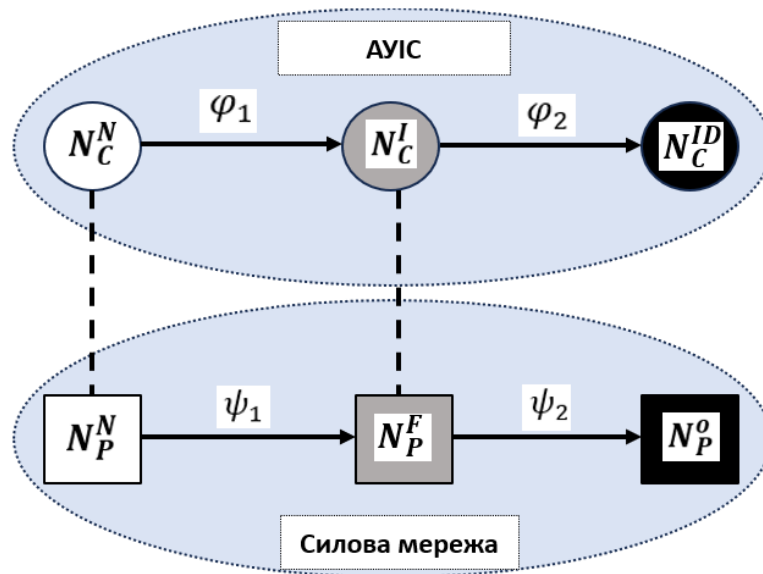 АУІС
φ₁ φ₂
N_C^N N_C^I N_C^{ID}
ψ₁ ψ₂
N_P^N N_P^F N_P^o
Силова мережа